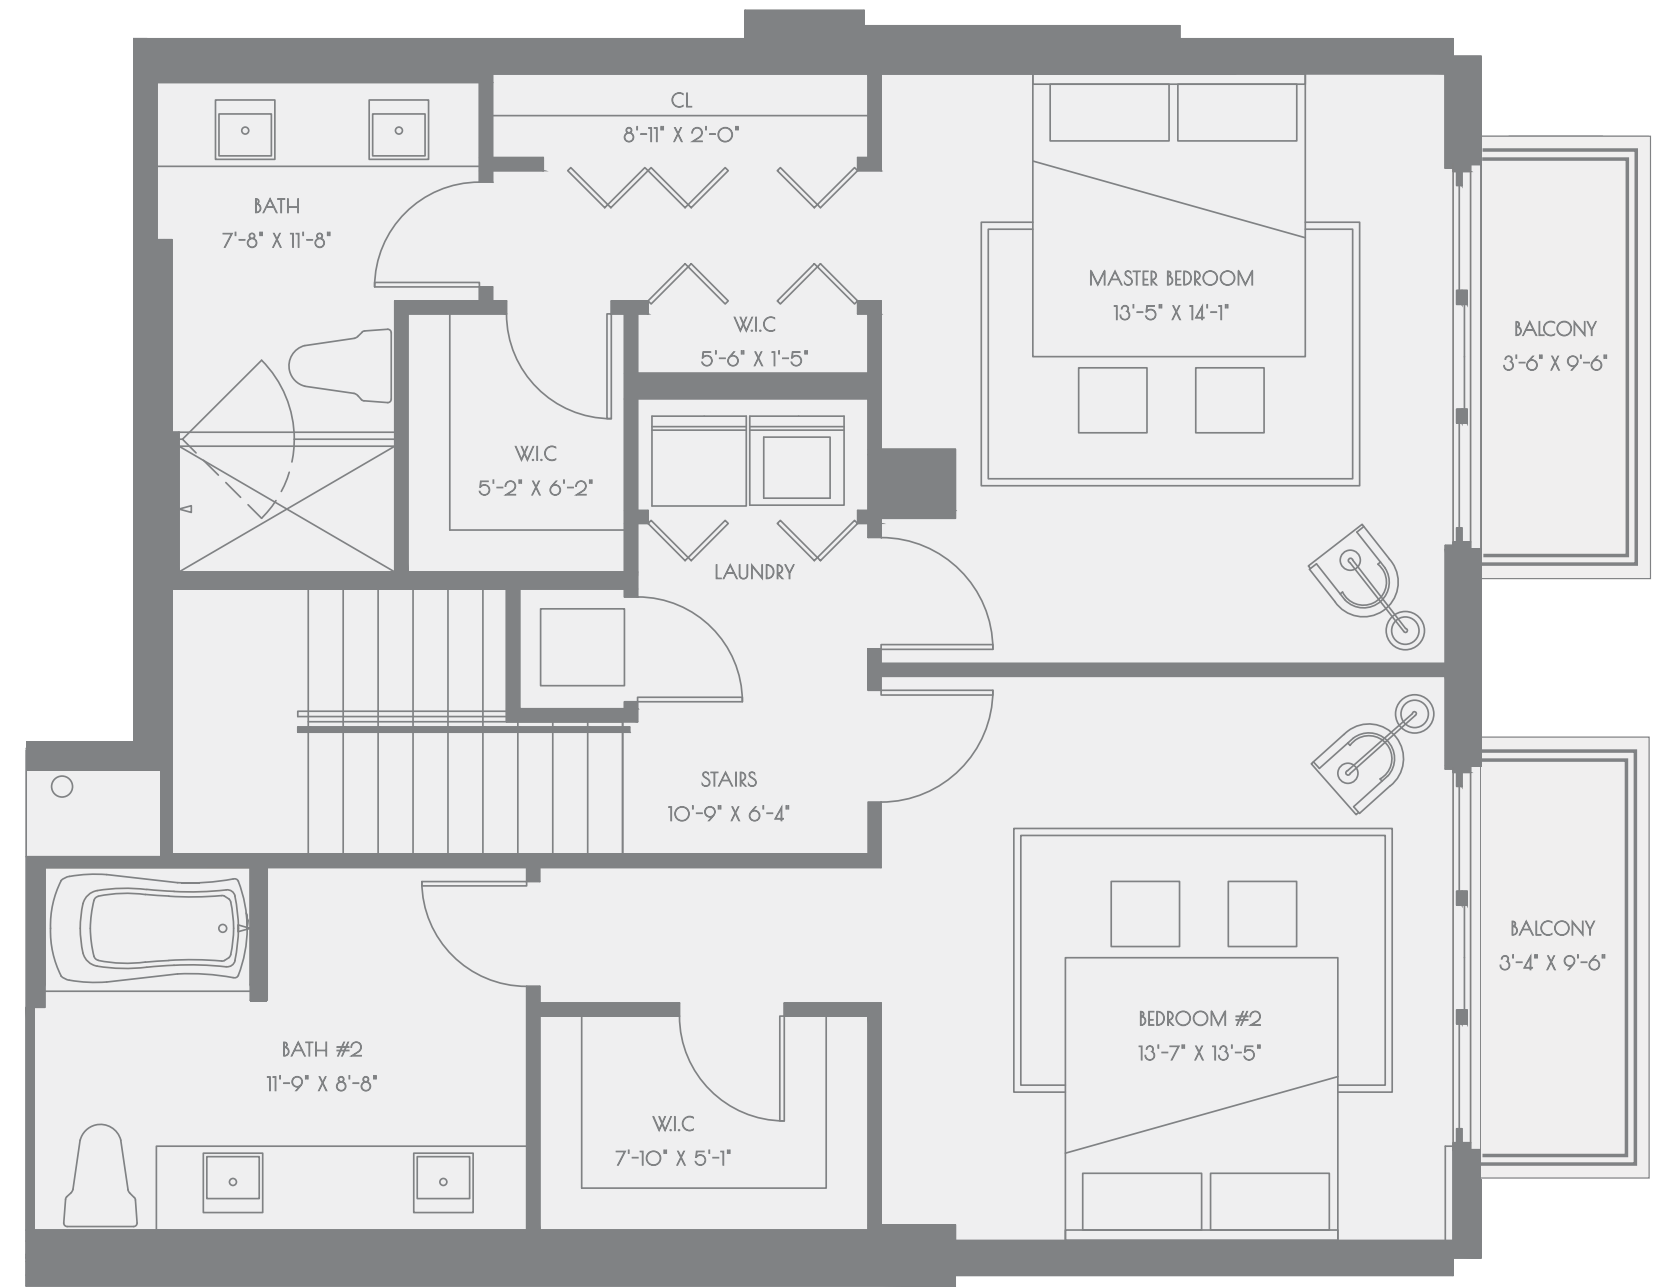 CL
8'-11" X 2'-0"
BATH
7'-8" X 11'-8"
MASTER BEDROOM
13'-5" X 14'-1"
W.I.C
5'-6" X 1'-5"
BALCONY
3'-6" X 9'-6"
W.I.C
5'-2" X 6'-2"
LAUNDRY
STAIRS
10'-9" X 6'-4"
BALCONY
3'-4" X 9'-6"
BEDROOM #2
13'-7" X 13'-5"
BATH #2
11'-9" X 8'-8"
W.I.C
7'-10" X 5'-1"